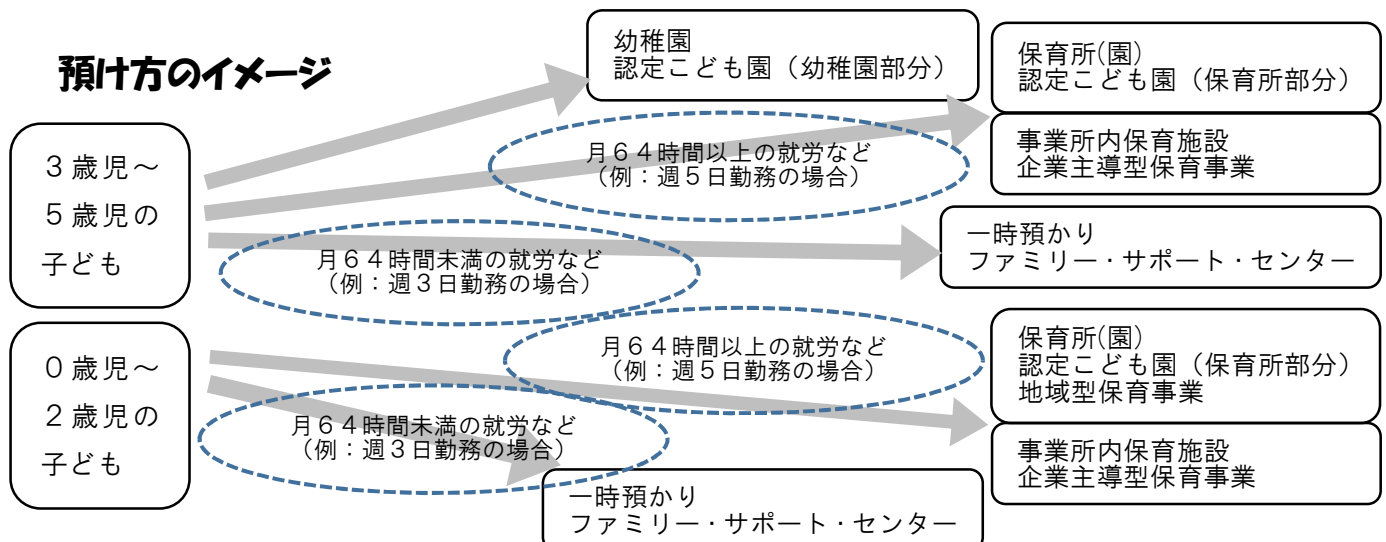 預け方のイメージ
３歳児～
５歳児の
子ども
幼稚園
認定こども園（幼稚園部分）
月６４時間以上の就労など
（例：週５日勤務の場合）
保育所(園)
認定こども園（保育所部分）
事業所内保育施設
企業主導型保育事業
月６４時間未満の就労など
（例：週３日勤務の場合）
一時預かり
ファミリー・サポート・センター
０歳児～
２歳児の
子ども
月６４時間以上の就労など
（例：週５日勤務の場合）
保育所(園)
認定こども園（保育所部分）
地域型保育事業
事業所内保育施設
企業主導型保育事業
月６４時間未満の就労など
（例：週３日勤務の場合）
一時預かり
ファミリー・サポート・センター